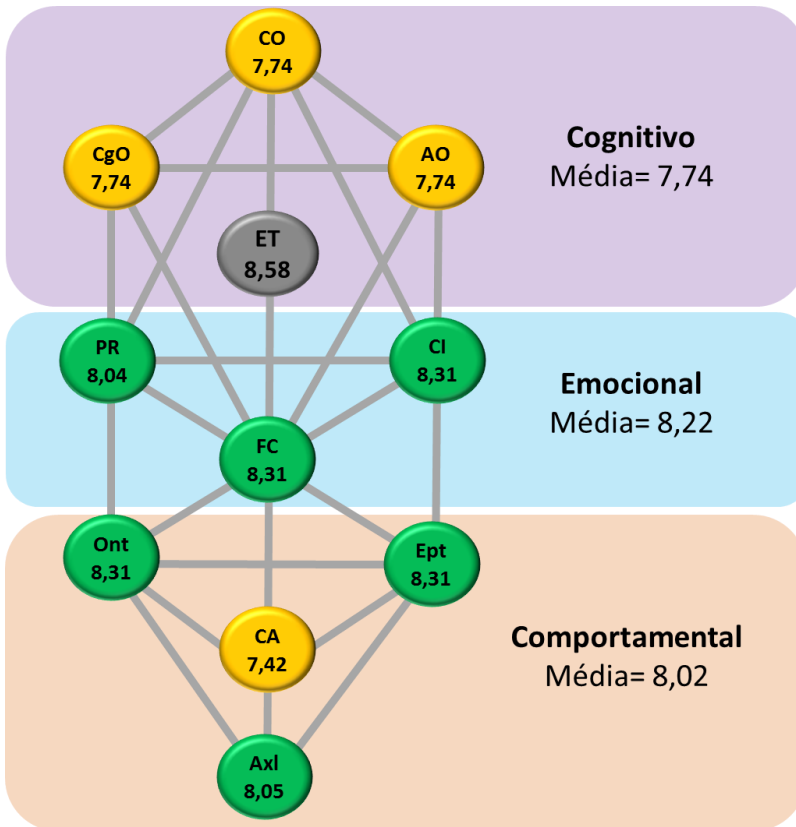 CO
7,74
CgO
7,74
AO
7,74
Cognitivo
Média= 7,74
ET
8,58
PR
8,04
CI
8,31
Emocional
Média= 8,22
FC
8,31
Ont
8,31
Ept
8,31
CA
7,42
Comportamental
Média= 8,02
Axl
8,05